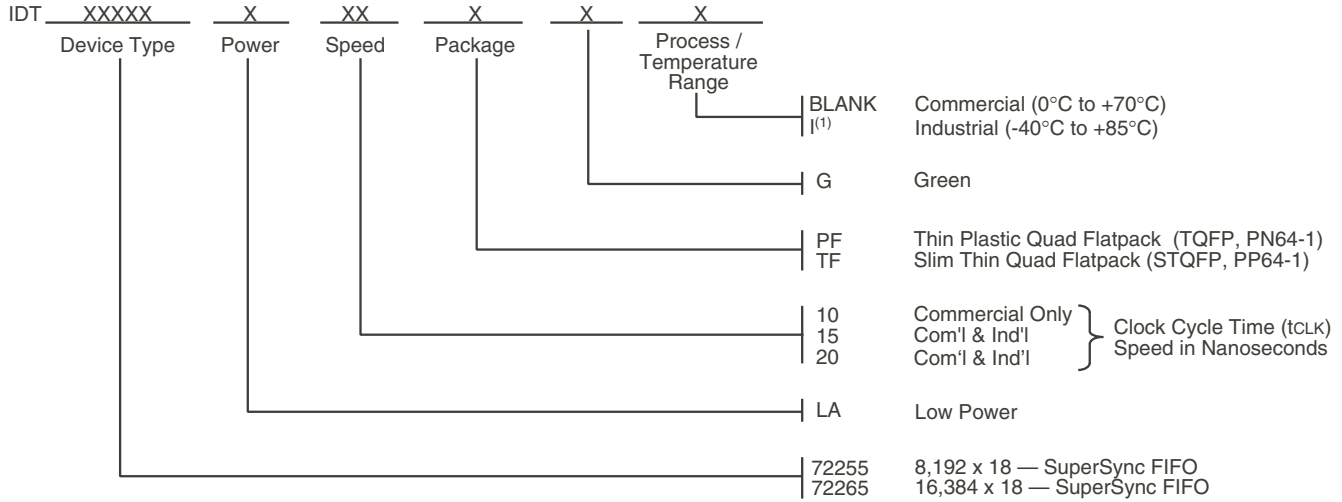 IDT XXXXX X XX X X X
Device Type Power Speed Package Process /
Temperature
Range
BLANK Commercial (0°C to +70°C)
I(1) Industrial (-40°C to +85°C)
G Green
PF Thin Plastic Quad Flatpack (TQFP, PN64-1)
TF Slim Thin Quad Flatpack (STQFP, PP64-1)
10 Commercial Only
15 Com'l & Ind'l
20 Com‘l & Ind’l
Clock Cycle Time (tCLK)
Speed in Nanoseconds
LA Low Power
72255 8,192 x 18 — SuperSync FIFO
72265 16,384 x 18 — SuperSync FIFO